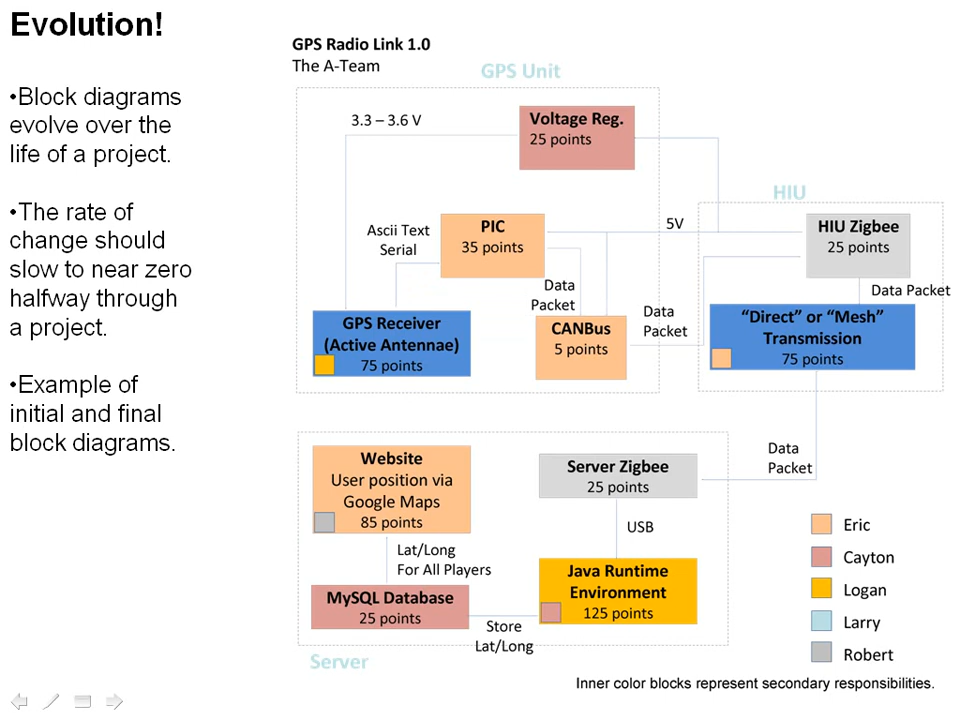 Evolution!
•Block diagrams
evolve over the
life of a project.
•The rate of
change should
slow to near zero
halfway through
a project.
•Example of
initial and final
block diagrams.
GPS Radio Link 1.0
The A-Team
GPS Unit
3.3 – 3.6 V
Voltage Reg.
25 points
HIU
Ascii Text
Serial
PIC
35 points
5V
HIU Zigbee
25 points
Data
Packet
Data
Packet
Data Packet
GPS Receiver
(Active Antennae)
75 points
CANBus
5 points
“Direct” or “Mesh”
Transmission
75 points
Website
User position via
Google Maps
85 points
Server Zigbee
25 points
Data
Packet
USB
Lat/Long
For All Players
Java Runtime
Environment
125 points
MySQL Database
25 points
Store
Lat/Long
Server
Eric
Cayton
Logan
Larry
Robert
Inner color blocks represent secondary responsibilities.